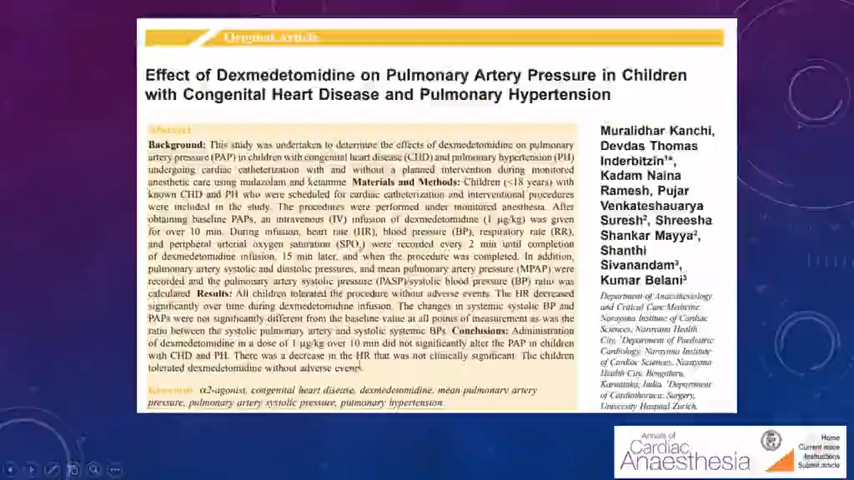 Original Article
Effect of Dexmedetomidine on Pulmonary Artery Pressure in Children
with Congenital Heart Disease and Pulmonary Hypertension
Abstract
Background: This study was undertaken to determine the effects of dexmedetomidine on pulmonary
artery pressure (PAP) in children with congenital heart disease (CHD) and pulmonary hypertension (PH)
undergoing cardiac catheterization with and without a planned intervention during monitored
anesthetic care using midazolam and ketamine Materials and Methods: Children (<18 years) with
known CHD and PH who were scheduled for cardiac catheterization and interventional procedures
were included in the study. The procedures were performed under monitored anesthesia. After
obtaining baseline PAPs, an intravenous (IV) infusion of dexmedetomidine (1 μg/kg) was given
for over 10 min. During infusion, heart rate (HR), blood pressure (BP), respiratory rate (RR),
and peripheral arterial oxygen saturation (SPO2) were recorded every 2 min until completion
of dexmedetomidine infusion, 15 min later, and when the procedure was completed. In addition,
pulmonary artery systolic and diastolic pressures, and mean pulmonary artery pressure (MPAP) were
recorded and the pulmonary artery systolic pressure (PASP)/systolic blood pressure (BP) ratio was
calculated Results: All children tolerated the procedure without adverse events. The HR decreased
significantly over time during dexmedetomidine infusion. The changes in systemic systolic BP and
PAPs were not significantly different from the baseline value at all points of measurement as was the
ratio between the systolic pulmonary artery and systolic systemic BPs. Conclusions: Administration
of dexmedetomidine in a dose of 1 μg/kg over 10 min did not significantly alter the PAP in children
with CHD and PH. There was a decrease in the HR that was not clinically significant. The children
tolerated dexmedetomidine without adverse events.
Keywords: α2-agonist, congenital heart disease, dexmedetomidine, mean pulmonary artery
pressure, pulmonary artery systolic pressure, pulmonary hypertension
Muralidhar Kanchi,
Devdas Thomas
Inderbitzin¹*,
Kadam Naina
Ramesh, Pujar
Venkateshauarya
Suresh², Shreesha
Shankar Mayya²,
Shanthi
Sivanandam³,
Kumar Belani³
Department of Anaesthesiology
and Critical Care Medicine,
Narayana Institute of Cardiac
Sciences, Narayana Health
City, ²Department of Paediatric
Cardiology, Narayana Institute
of Cardiac Sciences, Narayana
Health City, Bengaluru,
Karnataka, India, ¹Department
of Cardiothoracic Surgery,
University Hospital Zurich,
Annals of
Cardiac
Anaesthesia
Home
Current issue
Instructions
Submit article